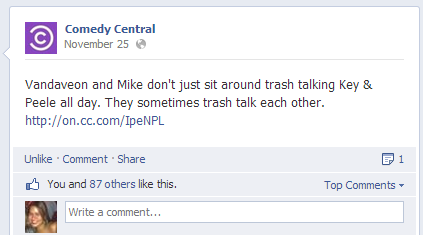 Comedy Central
November 25
Vandaveon and Mike don't just sit around trash talking Key &
Peele all day. They sometimes trash talk each other.
http://on.cc.com/IpeNPL
Unlike · Comment · Share 1
You and 87 others like this. Top Comments
Write a comment...